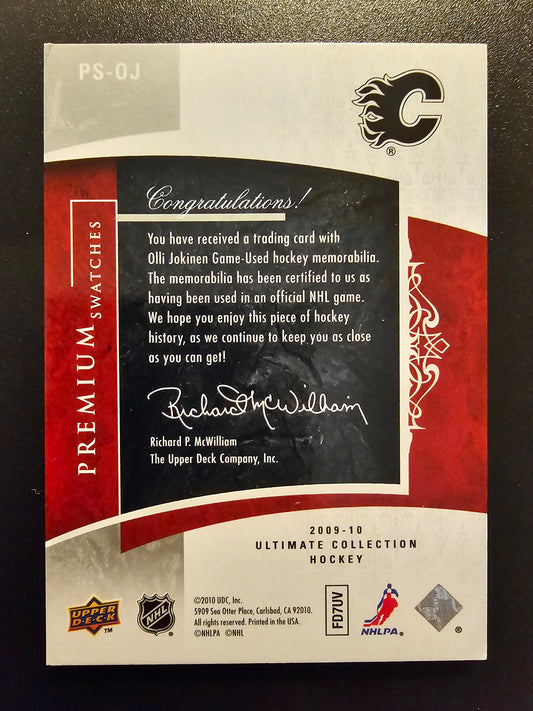 PS-OJ
C
®
PREMIUM SWATCHES
Congratulations!
You have received a trading card with
Olli Jokinen Game-Used hockey memorabilia.
The memorabilia has been certified to us as
having been used in an official NHL game.
We hope you enjoy this piece of hockey
history, as we continue to keep you as close
as you can get!
Richard P. McWilliam
Richard P. McWilliam
The Upper Deck Company, Inc.
2009-10
ULTIMATE COLLECTION
HOCKEY
UPPER
DECK
TM
NHL
©2010 UDC, Inc.
5909 Sea Otter Place, Carlsbad, CA 92010.
All rights reserved. Printed in the USA.
©NHLPA ©NHL
FD7UV
NHLPA.
®